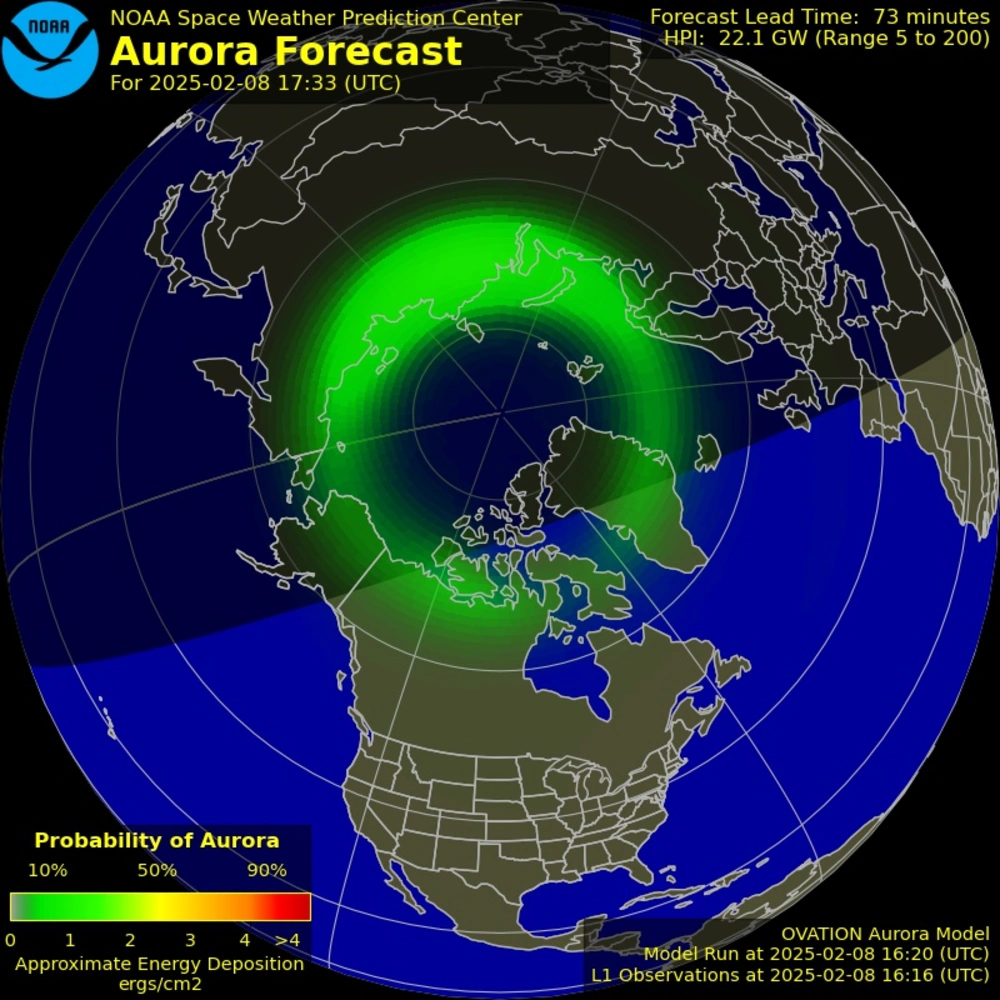 NOAA
NOAA Space Weather Prediction Center
Aurora Forecast
For 2025-02-08 17:33 (UTC)
Forecast Lead Time: 73 minutes
HPI: 22.1 GW (Range 5 to 200)
Probability of Aurora
10% 50% 90%
0 1 2 3 4 >4
Approximate Energy Deposition
ergs/cm2
OVATION Aurora Model
Model Run at 2025-02-08 16:20 (UTC)
L1 Observations at 2025-02-08 16:16 (UTC)